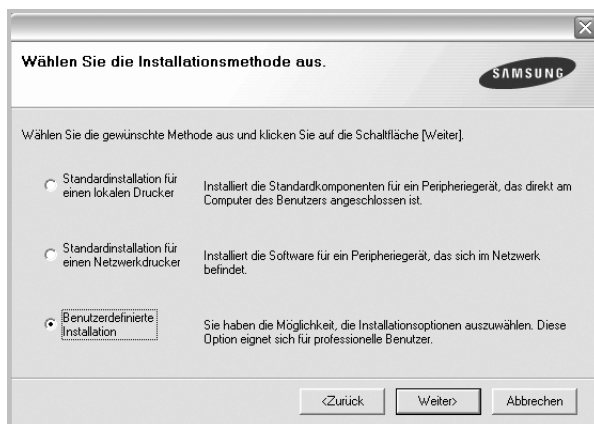 Wählen Sie die Installationsmethode aus.
SAMSUNG
Wählen Sie die gewünschte Methode aus und klicken Sie auf die Schaltfläche [Weiter].
Standardinstallation für
einen lokalen Drucker
Installiert die Standardkomponenten für ein Peripheriegerät, das direkt am
Computer des Benutzers angeschlossen ist.
Standardinstallation für
einen Netzwerkdrucker
Installiert die Software für ein Peripheriegerät, das sich im Netzwerk
befindet.
Benutzerdefinierte
Installation
Sie haben die Möglichkeit, die Installationsoptionen auszuwählen. Diese
Option eignet sich für professionelle Benutzer.
<Zurück
Weiter>
Abbrechen